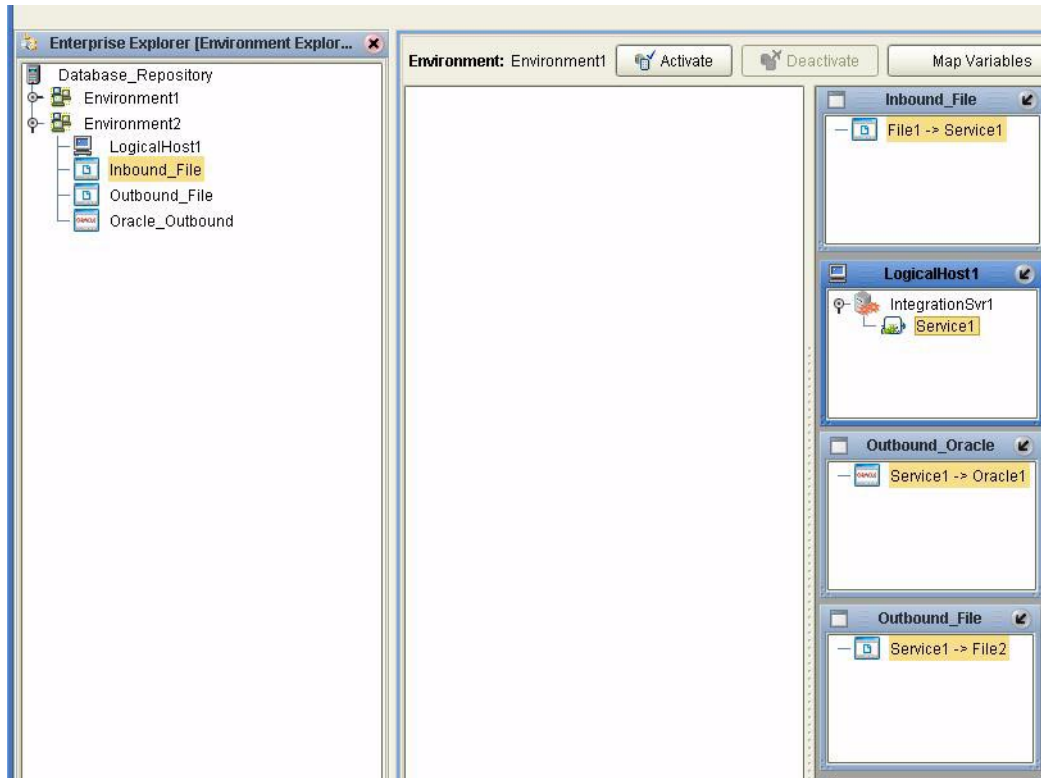 Enterprise Explorer [Environment Explor...
Database_Repository
Environment1
Environment2
LogicalHost1
Inbound_File
Outbound_File
Oracle_Outbound
Environment: Environment1
Activate
Deactivate
Map Variables
Inbound_File
File1 -> Service1
LogicalHost1
IntegrationSvr1
Service1
Outbound_Oracle
ORACLE
Service1 -> Oracle1
Outbound_File
Service1 -> File2